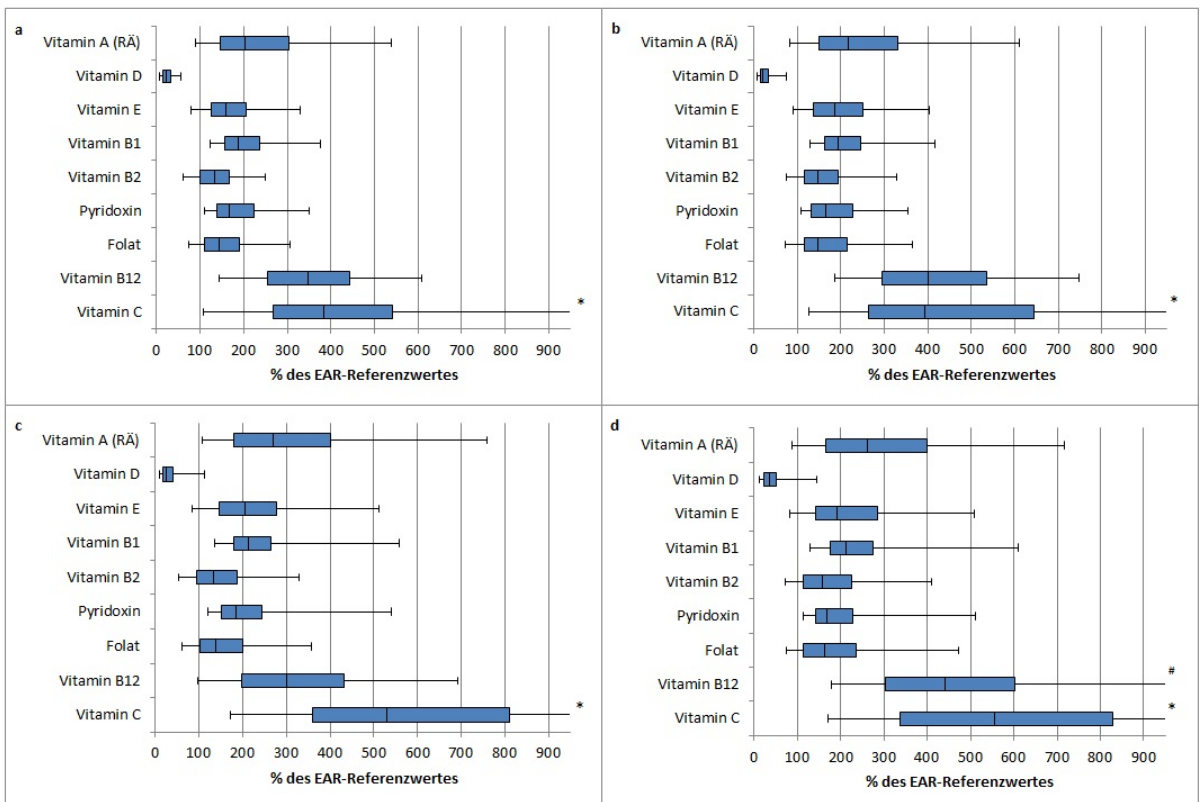 a
Vitamin A (RÄ)
Vitamin D
Vitamin E
Vitamin B1
Vitamin B2
Pyridoxin
Folat
Vitamin B12
Vitamin C
*
0 100 200 300 400 500 600 700 800 900
% des EAR-Referenzwertes
b
Vitamin A (RÄ)
Vitamin D
Vitamin E
Vitamin B1
Vitamin B2
Pyridoxin
Folat
Vitamin B12
Vitamin C
*
0 100 200 300 400 500 600 700 800 900
% des EAR-Referenzwertes
c
Vitamin A (RÄ)
Vitamin D
Vitamin E
Vitamin B1
Vitamin B2
Pyridoxin
Folat
Vitamin B12
Vitamin C
*
0 100 200 300 400 500 600 700 800 900
% des EAR-Referenzwertes
d
Vitamin A (RÄ)
Vitamin D
Vitamin E
Vitamin B1
Vitamin B2
Pyridoxin
Folat
Vitamin B12
#
Vitamin C
*
0 100 200 300 400 500 600 700 800 900
% des EAR-Referenzwertes